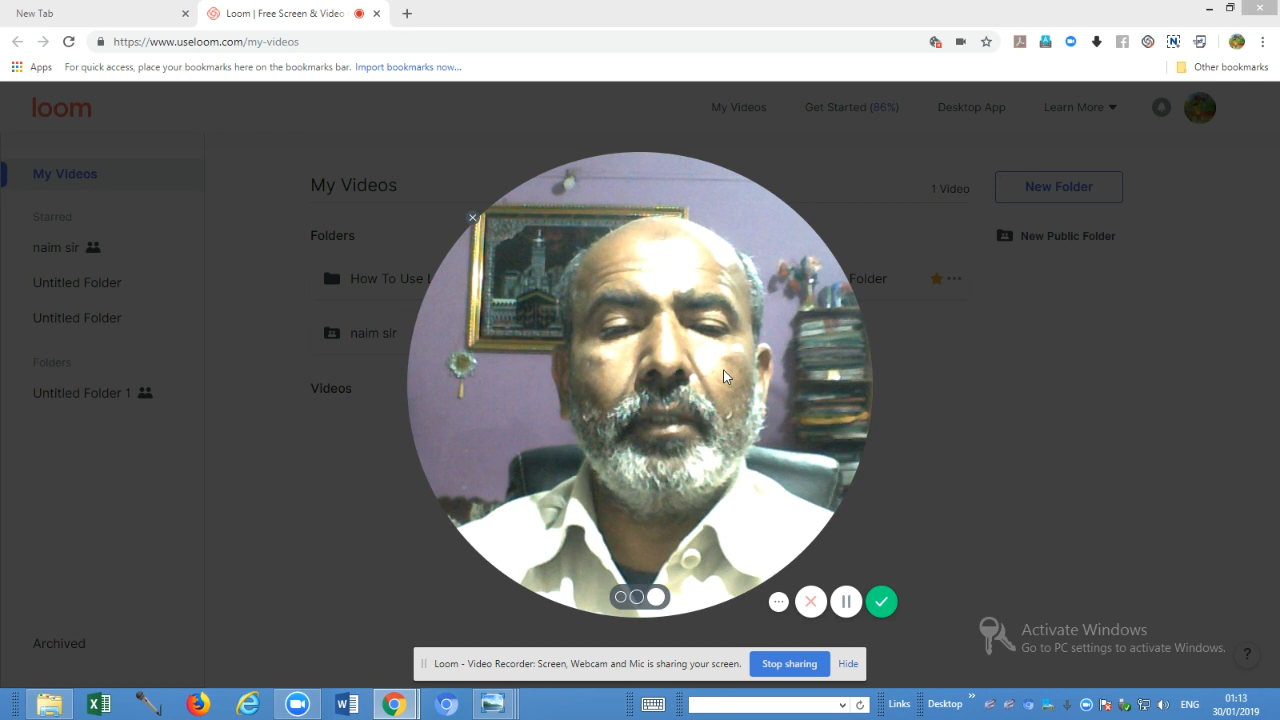 New Tab
Loom | Free Screen & Video
https://www.useloom.com/my-videos
Apps
For quick access, place your bookmarks here on the bookmarks bar. Import bookmarks now...
Other bookmarks
loom
My Videos
Get Started (86%)
Desktop App
Learn More
My Videos
Starred
naim sir
Untitled Folder
Untitled Folder
Folders
Untitled Folder 1
Archived
My Videos
1 Video
New Folder
New Public Folder
Folders
How To Use
Folder
naim sir
Videos
Activate Windows
Go to PC settings to activate Windows.
Loom - Video Recorder: Screen, Webcam and Mic is sharing your screen.
Stop sharing
Hide
Links
Desktop
ENG
01:13
30/01/2019